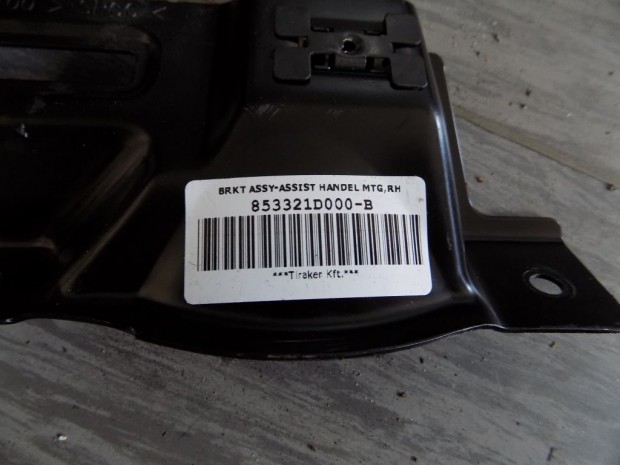 BRKT ASSY-ASSIST HANDEL MTG,RH
853321D000-B
***Tiraker Kft.***